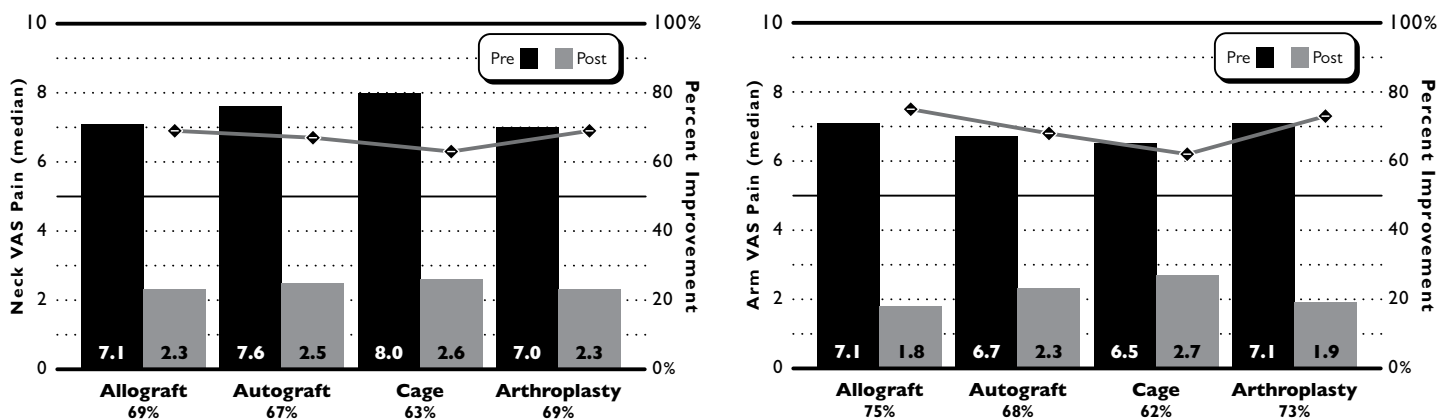 10
8
6
4
2
0
Neck VAS Pain (median)
Pre Post
100%
80
60
40
20
0%
Percent Improvement
7.1 2.3 7.6 2.5 8.0 2.6 7.0 2.3
Allograft Autograft Cage Arthroplasty
69% 67% 63% 69%
10
8
6
4
2
0
Arm VAS Pain (median)
Pre Post
100%
80
60
40
20
0%
Percent Improvement
7.1 1.8 6.7 2.3 6.5 2.7 7.1 1.9
Allograft Autograft Cage Arthroplasty
75% 68% 62% 73%